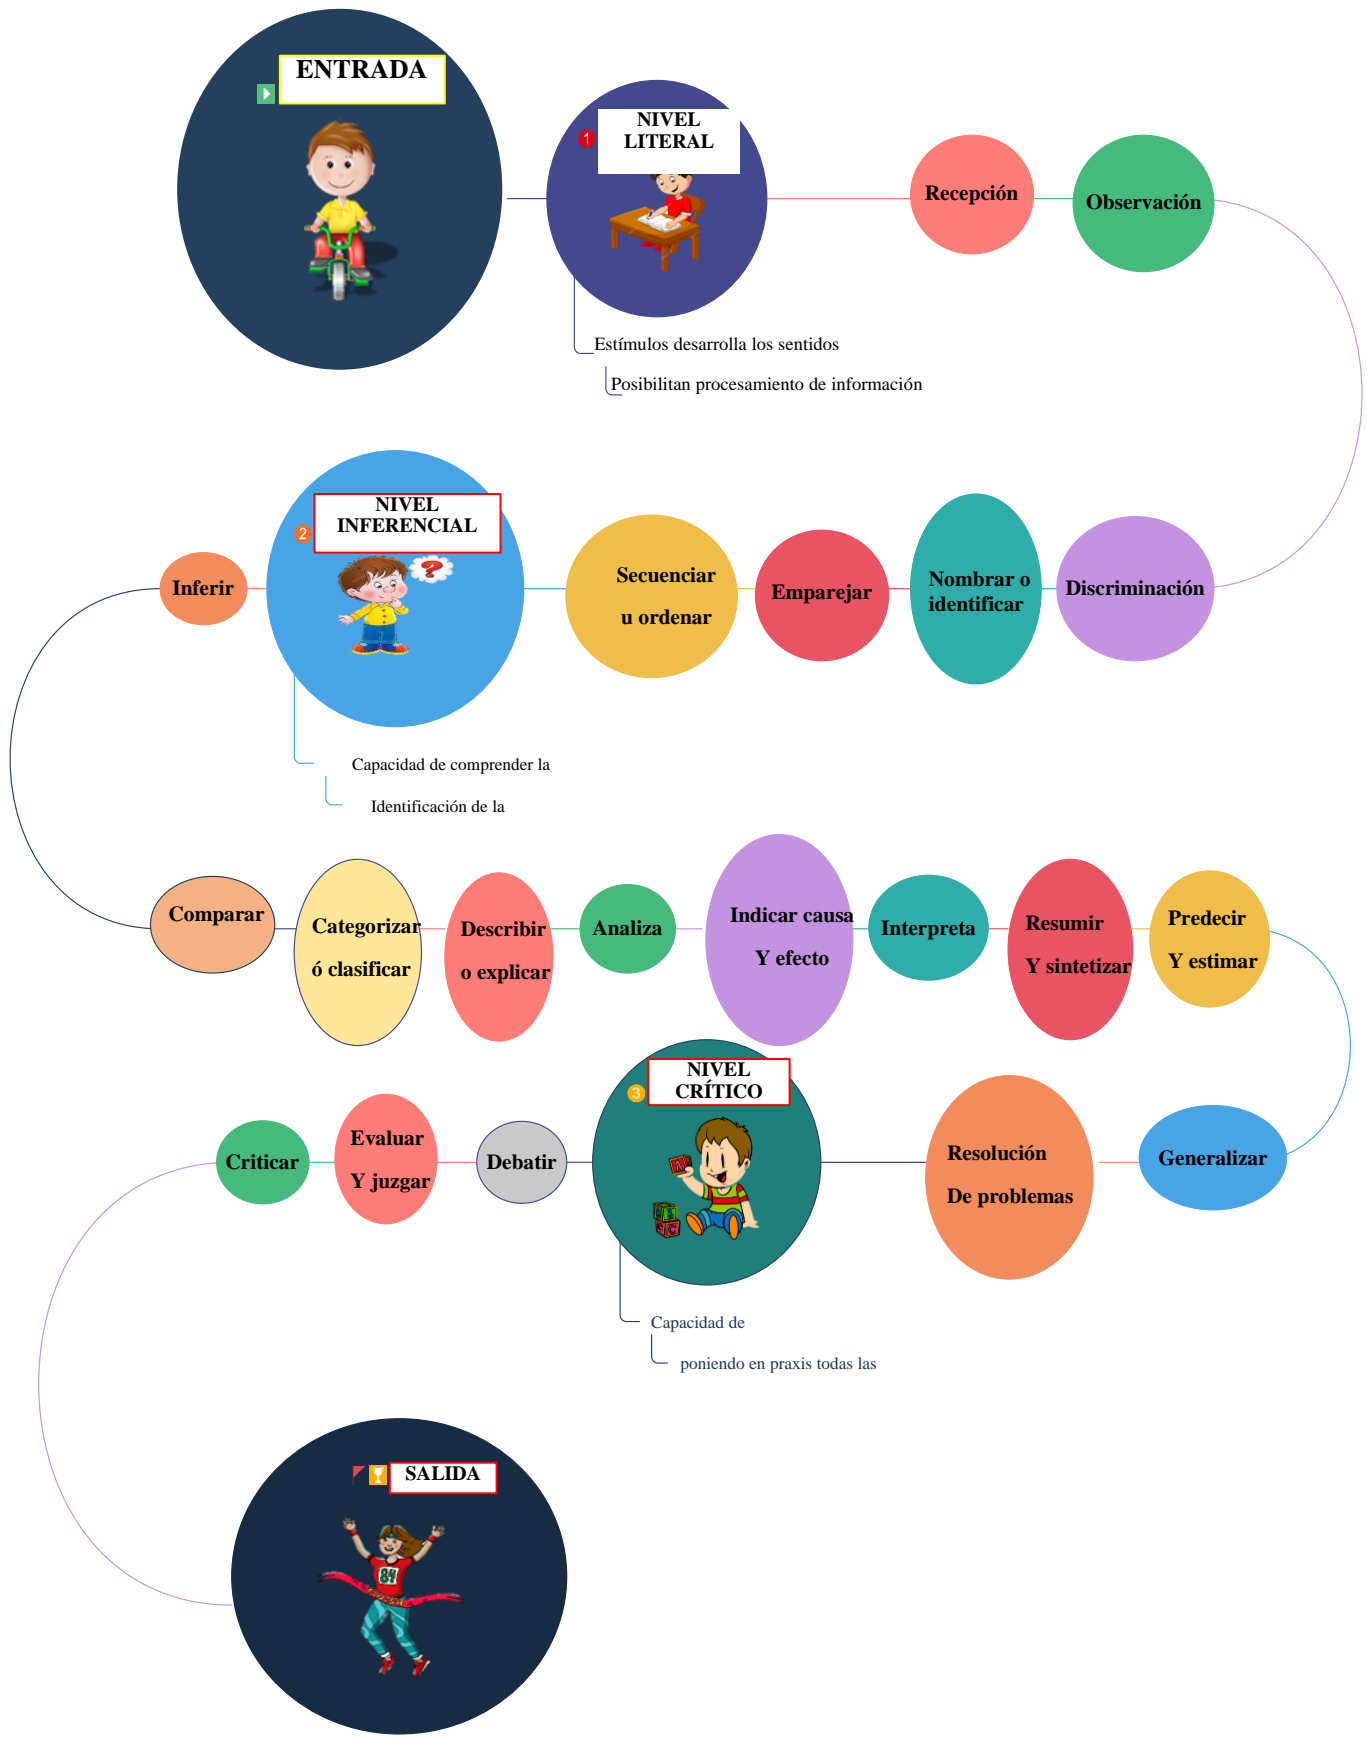 ENTRADA
1
NIVEL
LITERAL
Recepción
Observación
Estímulos desarrolla los sentidos
Posibilitan procesamiento de información
Discriminación
Nombrar o
identificar
Emparejar
Secuenciar
u ordenar
2
NIVEL
INFERENCIAL
?
Inferir
Capacidad de comprender la
Identificación de la
Comparar
Categorizar
ó clasificar
Describir
o explicar
Analiza
Indicar causa
Y efecto
Interpreta
Resumir
Y sintetizar
Predecir
Y estimar
Generalizar
Resolución
De problemas
3
NIVEL
CRÍTICO
Debatir
Evaluar
Y juzgar
Criticar
Capacidad de
poniendo en praxis todas las
SALIDA
84